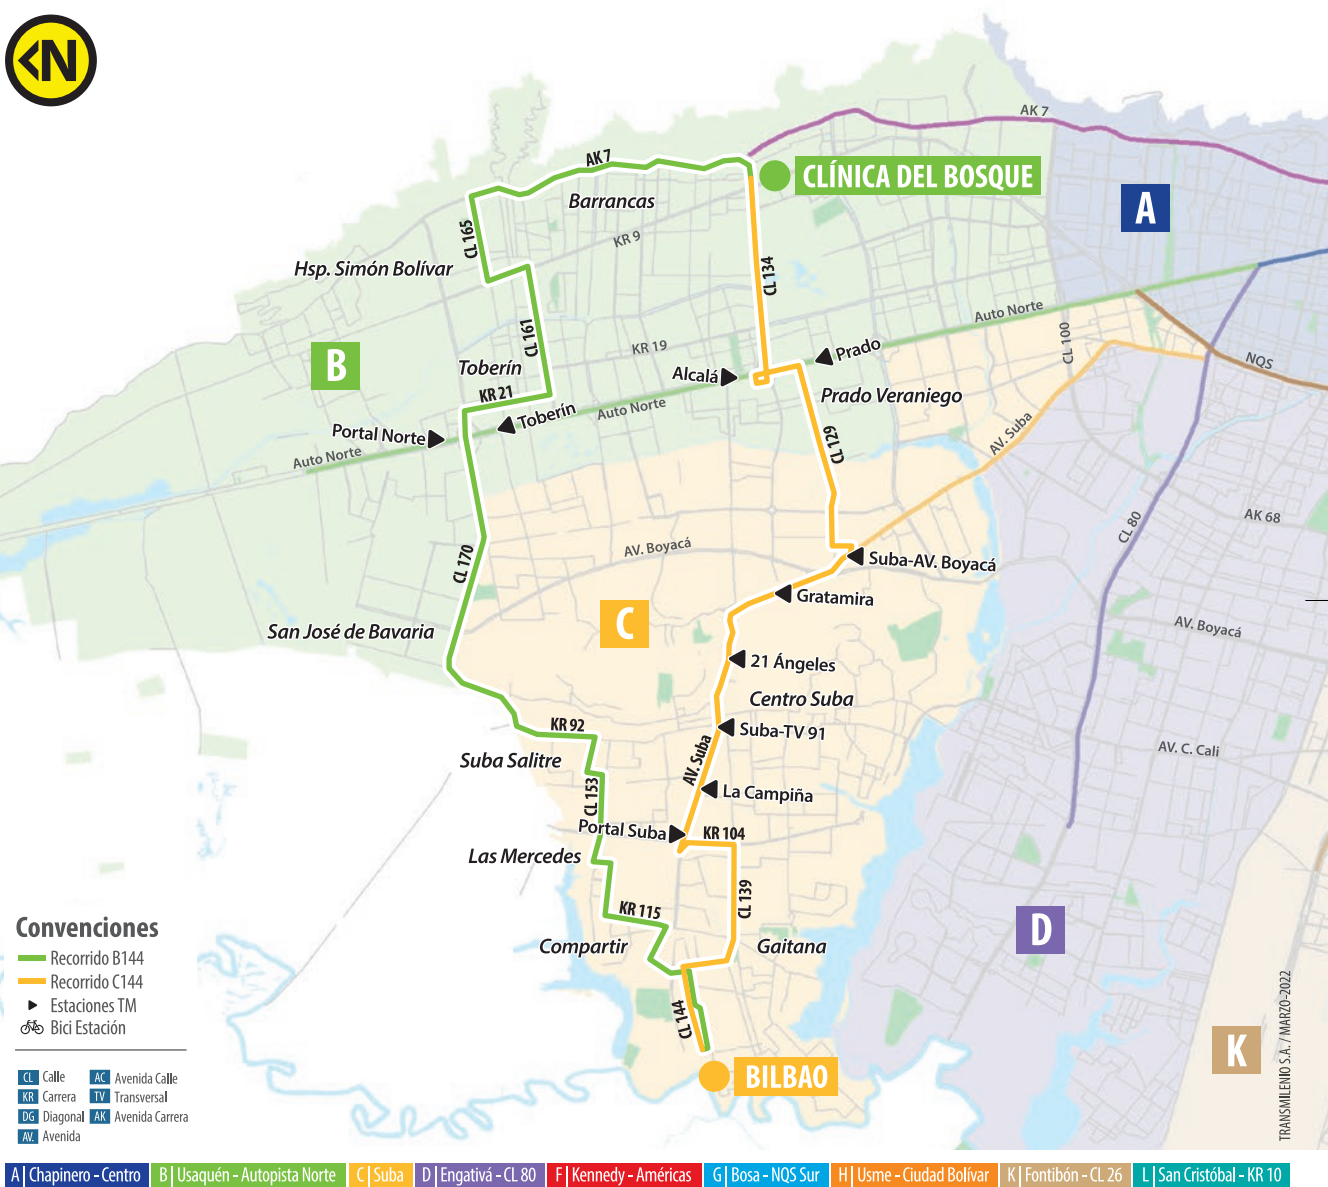 N
AK 7
AK 7
CLÍNICA DEL BOSQUE
A
Barrancas
CL 165
KR 9
Hsp. Simón Bolívar
CL 134
Auto Norte
CL 161
KR 19
CL 100
B
Toberín
Alcalá
Prado
NQS
KR 21
Prado Veraniego
Toberín
Auto Norte
Portal Norte
Auto Norte
CL 129
AV. Suba
CL 80
AK 68
AV. Boyacá
CL 170
Suba-AV. Boyacá
Gratamira
C
San José de Bavaria
AV. Boyacá
21 Ángeles
Centro Suba
KR 92
Suba-TV 91
AV. Suba
Suba Salitre
AV. C. Cali
CL 153
La Campiña
Portal Suba
KR 104
Las Mercedes
CL 139
KR 115
Compartir
Gaitana
D
CL 144
K
BILBAO
Convenciones
Recorrido B144
Recorrido C144
Estaciones TM
Bici Estación
CL Calle
AC Avenida Calle
KR Carrera
TV Transversal
DG Diagonal
AK Avenida Carrera
AV. Avenida
TRANSMILENIO S.A. / MARZO-2022
A | Chapinero - Centro
B | Usaquén - Autopista Norte
C | Suba
D | Engativá - CL 80
F | Kennedy - Américas
G | Bosa - NQS Sur
H | Usme - Ciudad Bolívar
K | Fontibón - CL 26
L | San Cristóbal - KR 10